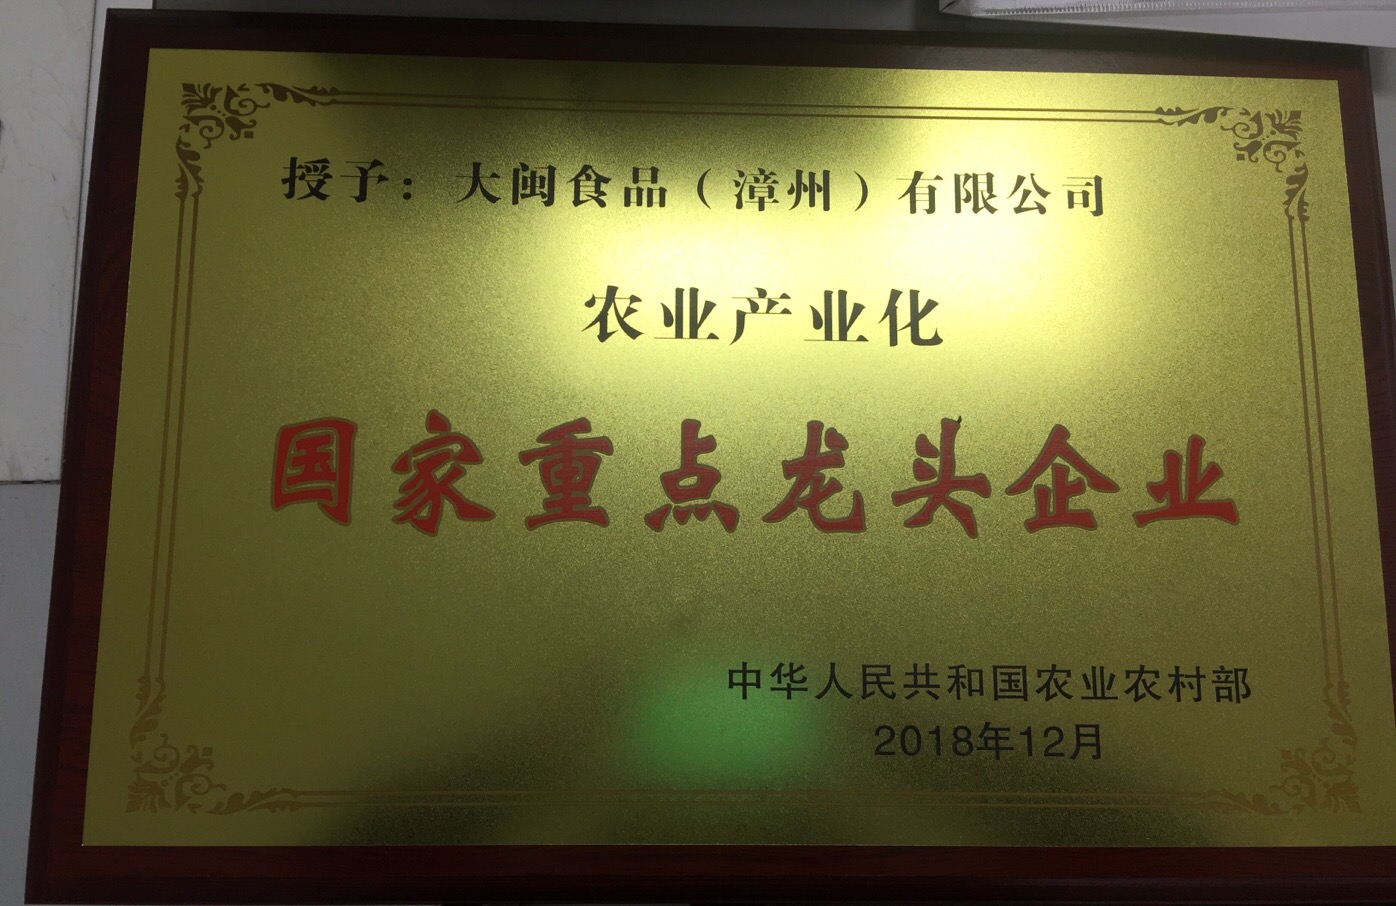 授予：大闽食品（漳州）有限公司
农业产业化
国家重点龙头企业
中华人民共和国农业农村部
2018年12月